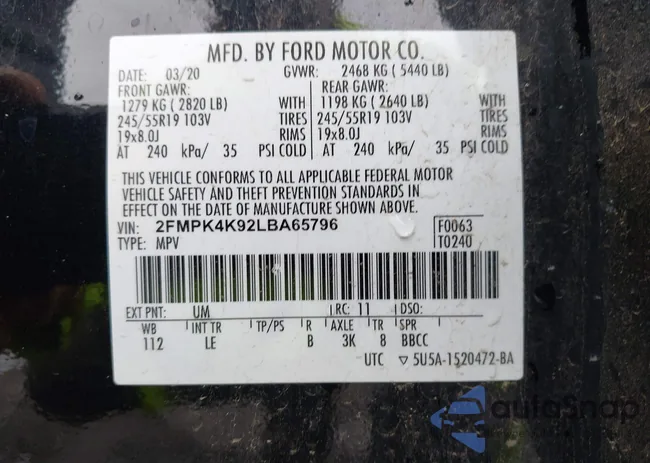 MFD. BY FORD MOTOR CO.
DATE: 03/20 GVWR: 2468 KG ( 5440 LB)
FRONT GAWR: REAR GAWR:
1279 KG ( 2820 LB) WITH 1198 KG ( 2640 LB) WITH
245/55R19 103V TIRES 245/55R19 103V TIRES
19x8.0J RIMS 19x8.0J RIMS
AT 240 kPa/ 35 PSI COLD AT 240 kPa/ 35 PSI COLD
THIS VEHICLE CONFORMS TO ALL APPLICABLE FEDERAL MOTOR
VEHICLE SAFETY AND THEFT PREVENTION STANDARDS IN
EFFECT ON THE DATE OF MANUFACTURE SHOWN ABOVE.
VIN: 2FMPK4K92LBA65796 F0063
TYPE: MPV T0240
EXT PNT: UM RC: 11 DSO:
WB INT TR TP/PS R AXLE TR SPR
112 LE B 3K 8 BBCC
UTC ▽ 5U5A-1520472-BA
autoSnap